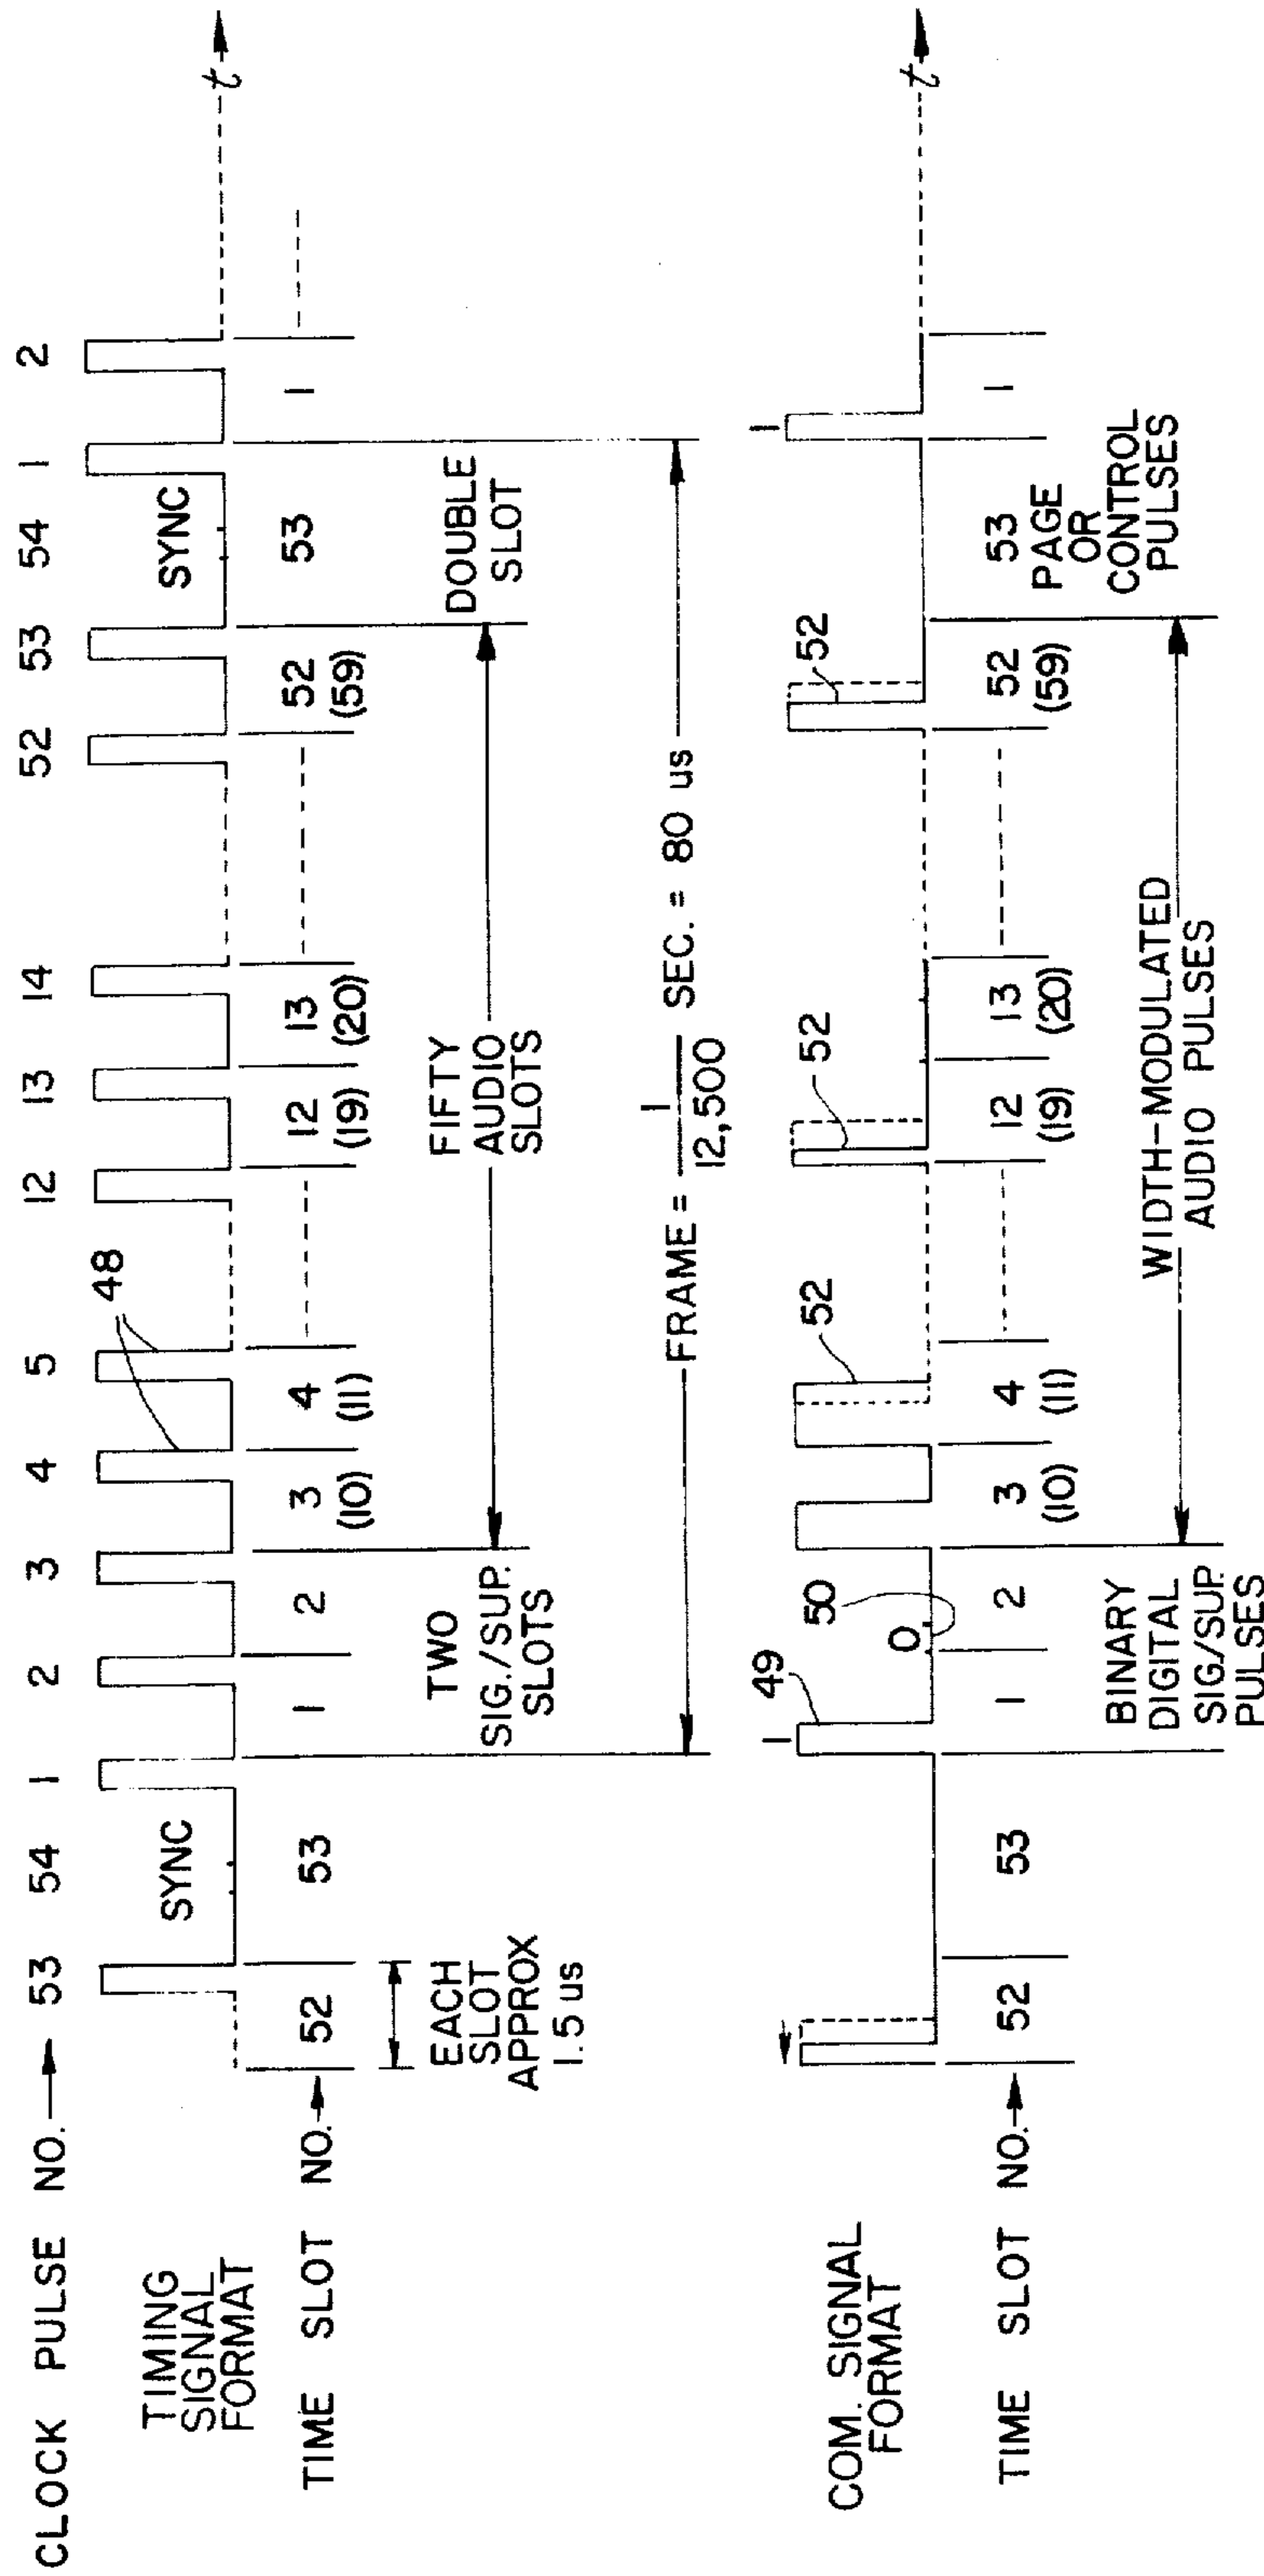 CLOCK PULSE NO. 53 54 1 2 3 4 5 12 13 14 52 53 54 1 2
48
TIMING
SIGNAL
FORMAT
SYNC
SYNC
t
TIME SLOT NO. 52 53 1 2 3 4 12 13 52 53 1
(10) (11) (19) (20) (59)
EACH
SLOT
APPROX
1.5 us
TWO
SIG./SUP.
SLOTS
FIFTY
AUDIO
SLOTS
DOUBLE
SLOT
FRAME = 1
12,500
SEC. = 80 us
COM. SIGNAL
FORMAT
1
49
0
50
52
52
52
1
t
TIME SLOT NO. 52 53 1 2 3 4 12 13 52 53 1
(10) (11) (19) (20) (59)
BINARY
DIGITAL
SIG./SUP.
PULSES
WIDTH-MODULATED
AUDIO PULSES
PAGE
OR
CONTROL
PULSES